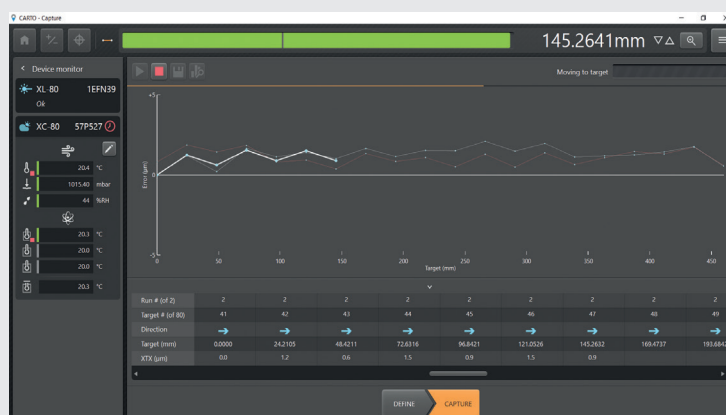 CARTO - Capture
145.2641mm
Device monitor
Moving to target
XL-80 1EFN39
Ok
XC-80 57P527
20.4 °C
1015.40 mbar
44 %RH
20.3 °C
20.0 °C
20.0 °C
20.3 °C
+5
Error (µm)
0
-5
0 50 100 150 200 250 300 350 400 450
Target (mm)
Run # (of 2) 2 2 2 2 2 2 2 2 2
Target # (of 80) 41 42 43 44 45 46 47 48 49
Direction
Target (mm) 0.0000 24.2105 48.4211 72.6316 96.8421 121.0526 145.2632 169.4737 193.6842
XTX (µm) 0.0 1.2 0.6 1.5 0.9 1.5 0.9
DEFINE CAPTURE